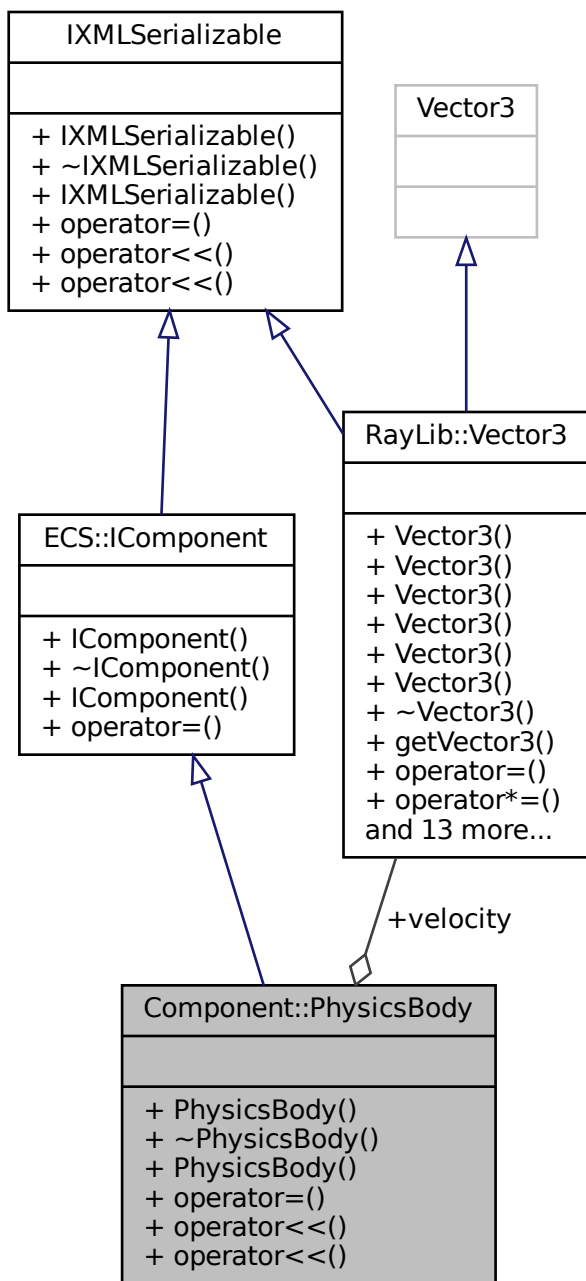 IXMLSerializable
+ IXMLSerializable()
+ ~IXMLSerializable()
+ IXMLSerializable()
+ operator=()
+ operator<<()
+ operator<<()
Vector3
RayLib::Vector3
+ Vector3()
+ Vector3()
+ Vector3()
+ Vector3()
+ Vector3()
+ Vector3()
+ ~Vector3()
+ getVector3()
+ operator=()
+ operator*=()
and 13 more...
ECS::IComponent
+ IComponent()
+ ~IComponent()
+ IComponent()
+ operator=()
+velocity
Component::PhysicsBody
+ PhysicsBody()
+ ~PhysicsBody()
+ PhysicsBody()
+ operator=()
+ operator<<()
+ operator<<()